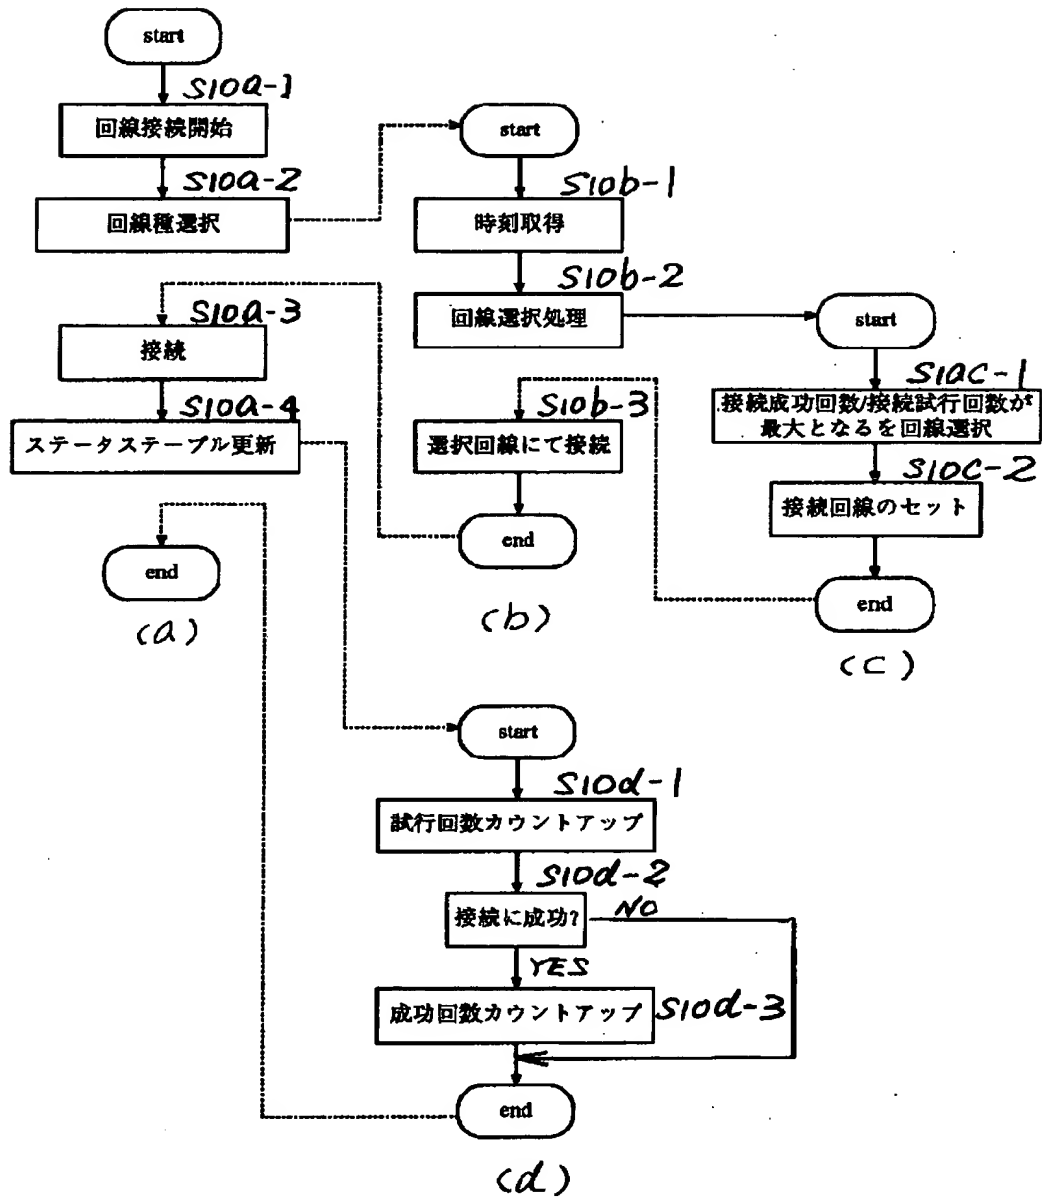 start
S10a-1
回線接続開始
S10a-2
回線種選択
S10a-3
接続
S10a-4
ステータステーブル更新
end
(a)
start
S10b-1
時刻取得
S10b-2
回線選択処理
S10b-3
選択回線にて接続
end
(b)
start
S10c-1
接続成功回数/接続試行回数が
最大となるを回線選択
S10c-2
接続回線のセット
end
(c)
start
S10d-1
試行回数カウントアップ
S10d-2
接続に成功?
NO
YES
成功回数カウントアップ
S10d-3
end
(d)